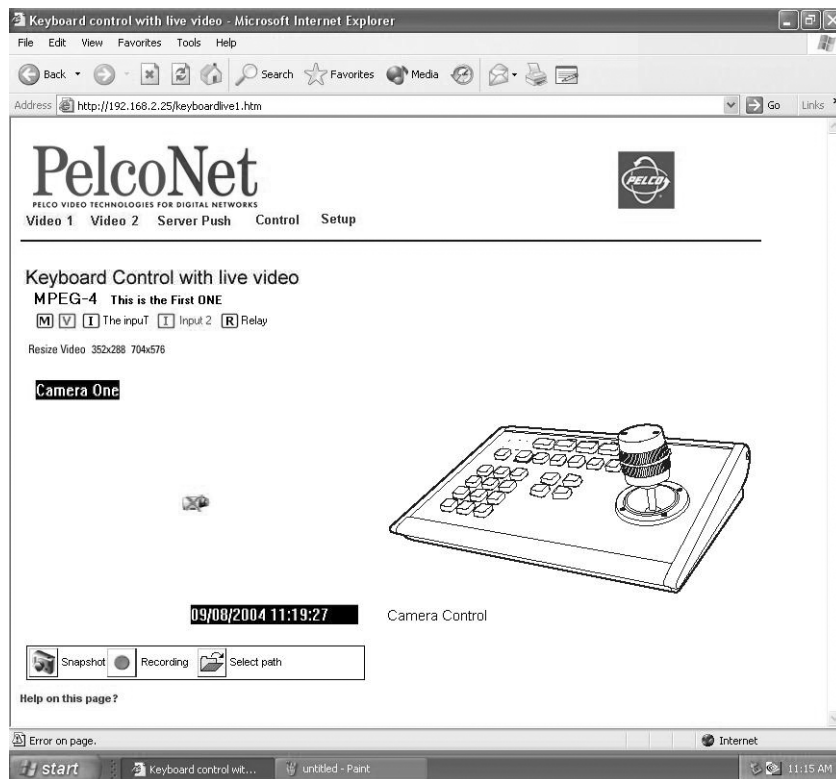 Keyboard control with live video - Microsoft Internet Explorer
File Edit View Favorites Tools Help
Back Search Favorites Media
Address http://192.168.2.25/keyboardlive1.htm Go Links
PelcoNet
PELCO VIDEO TECHNOLOGIES FOR DIGITAL NETWORKS
PELCO
Video 1 Video 2 Server Push Control Setup
Keyboard Control with live video
MPEG-4 This is the First ONE
M V I The inpuT I Input 2 R Relay
Resize Video 352x288 704x576
Camera One
09/08/2004 11:19:27
Camera Control
Snapshot Recording Select path
Help on this page?
Error on page. Internet
start Keyboard control wit... untitled - Paint 11:15 AM